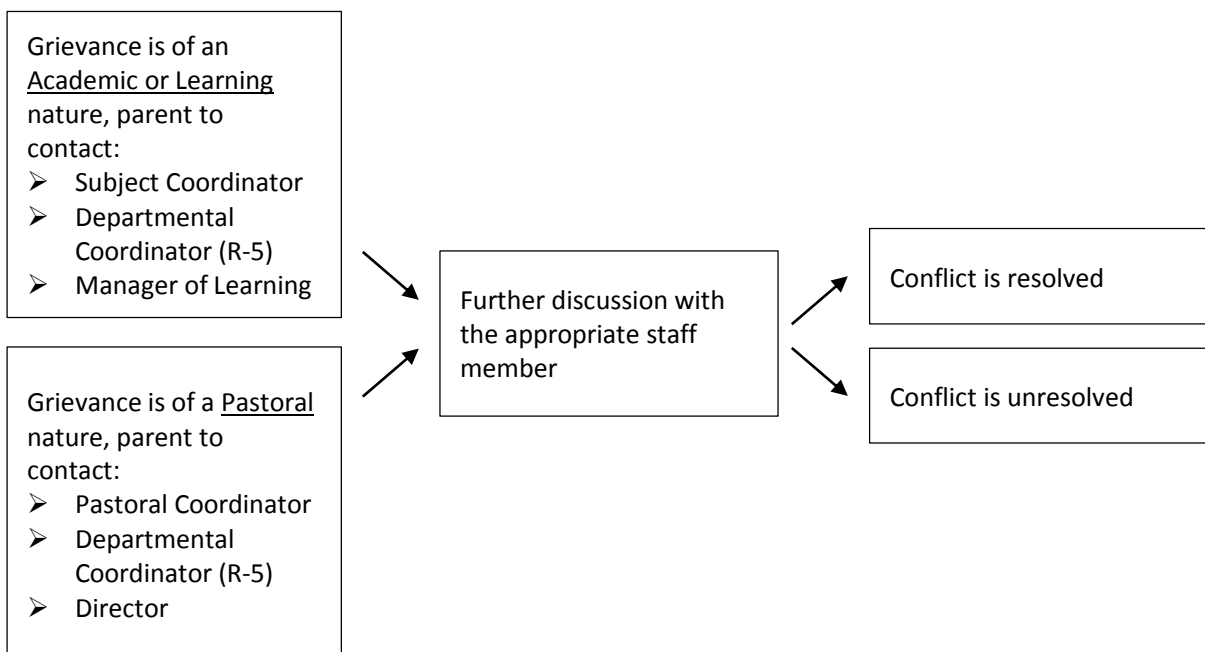 Grievance is of an
Academic or Learning
nature, parent to
contact:
➢ Subject Coordinator
➢ Departmental
Coordinator (R-5)
➢ Manager of Learning
Grievance is of a Pastoral
nature, parent to
contact:
➢ Pastoral Coordinator
➢ Departmental
Coordinator (R-5)
➢ Director
Further discussion with
the appropriate staff
member
Conflict is resolved
Conflict is unresolved